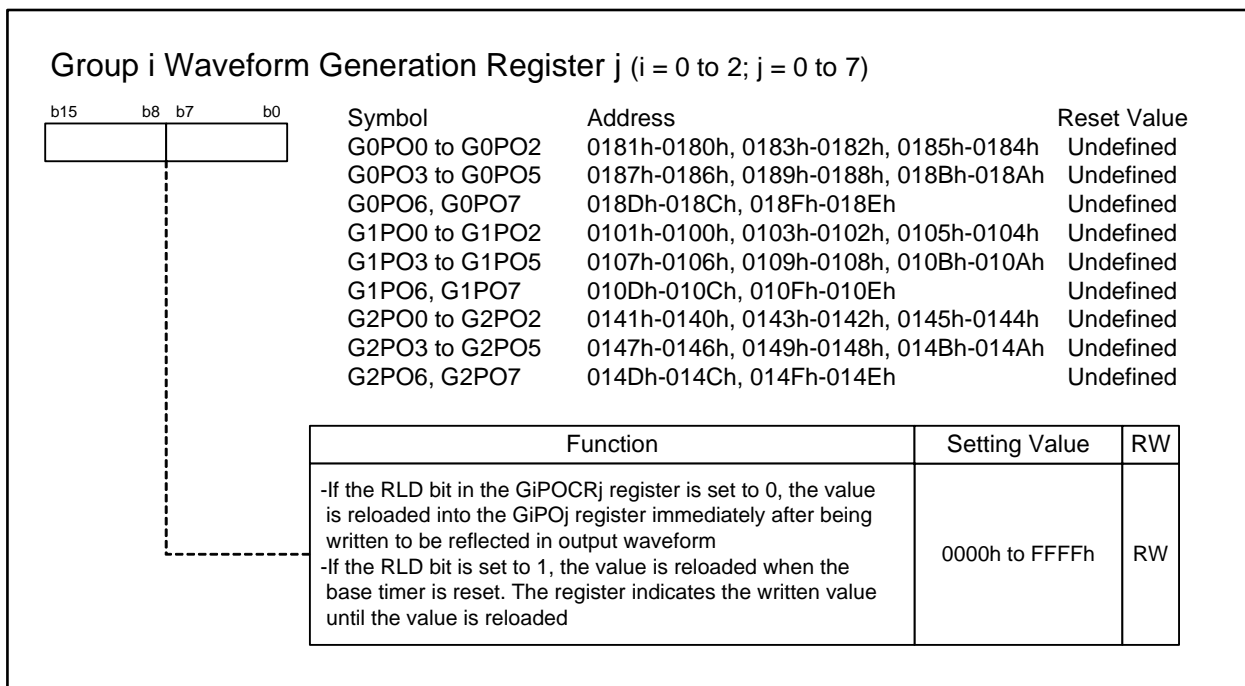 Group i Waveform Generation Register j (i = 0 to 2; j = 0 to 7)
b15 b8 b7 b0
Symbol Address Reset Value
G0PO0 to G0PO2 0181h-0180h, 0183h-0182h, 0185h-0184h Undefined
G0PO3 to G0PO5 0187h-0186h, 0189h-0188h, 018Bh-018Ah Undefined
G0PO6, G0PO7 018Dh-018Ch, 018Fh-018Eh Undefined
G1PO0 to G1PO2 0101h-0100h, 0103h-0102h, 0105h-0104h Undefined
G1PO3 to G1PO5 0107h-0106h, 0109h-0108h, 010Bh-010Ah Undefined
G1PO6, G1PO7 010Dh-010Ch, 010Fh-010Eh Undefined
G2PO0 to G2PO2 0141h-0140h, 0143h-0142h, 0145h-0144h Undefined
G2PO3 to G2PO5 0147h-0146h, 0149h-0148h, 014Bh-014Ah Undefined
G2PO6, G2PO7 014Dh-014Ch, 014Fh-014Eh Undefined
Function Setting Value RW
-If the RLD bit in the GiPOCRj register is set to 0, the value
is reloaded into the GiPOj register immediately after being
written to be reflected in output waveform
-If the RLD bit is set to 1, the value is reloaded when the
base timer is reset. The register indicates the written value
until the value is reloaded
0000h to FFFFh RW